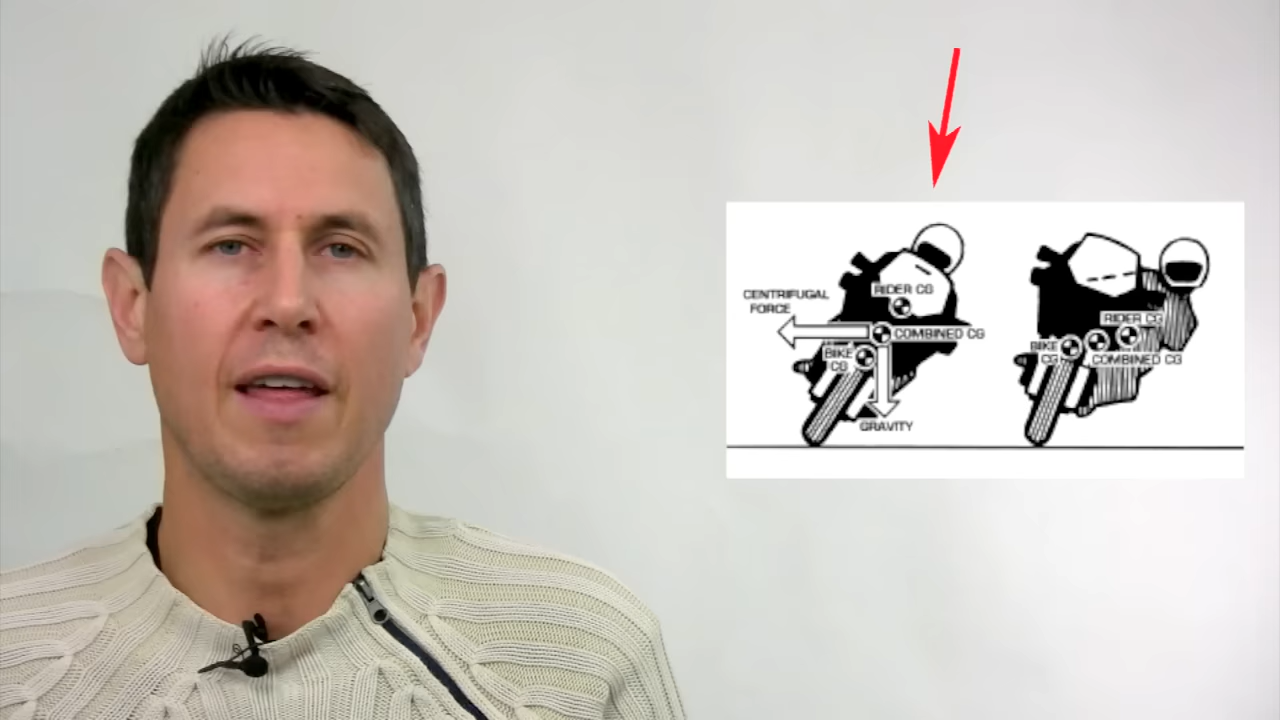 CENTRIFUGAL
FORCE
RIDER CG
COMBINED CG
BIKE
CG
GRAVITY
RIDER CG
BIKE
CG
COMBINED CG